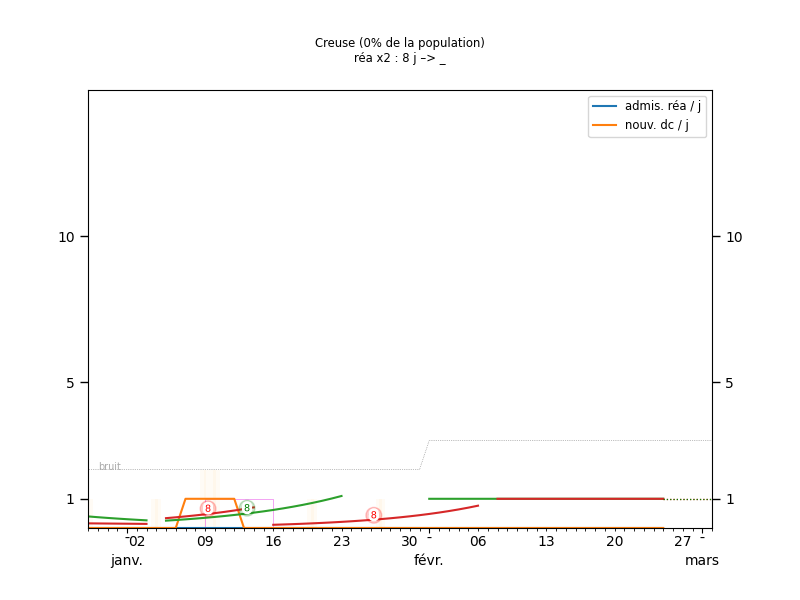 Creuse (0% de la population)
réa x2 : 8 j –> _
admis. réa / j
nouv. dc / j
10
10
5
5
bruit
1
1
8
8
8
02
09
16
23
30
06
13
20
27
janv.
févr.
mars